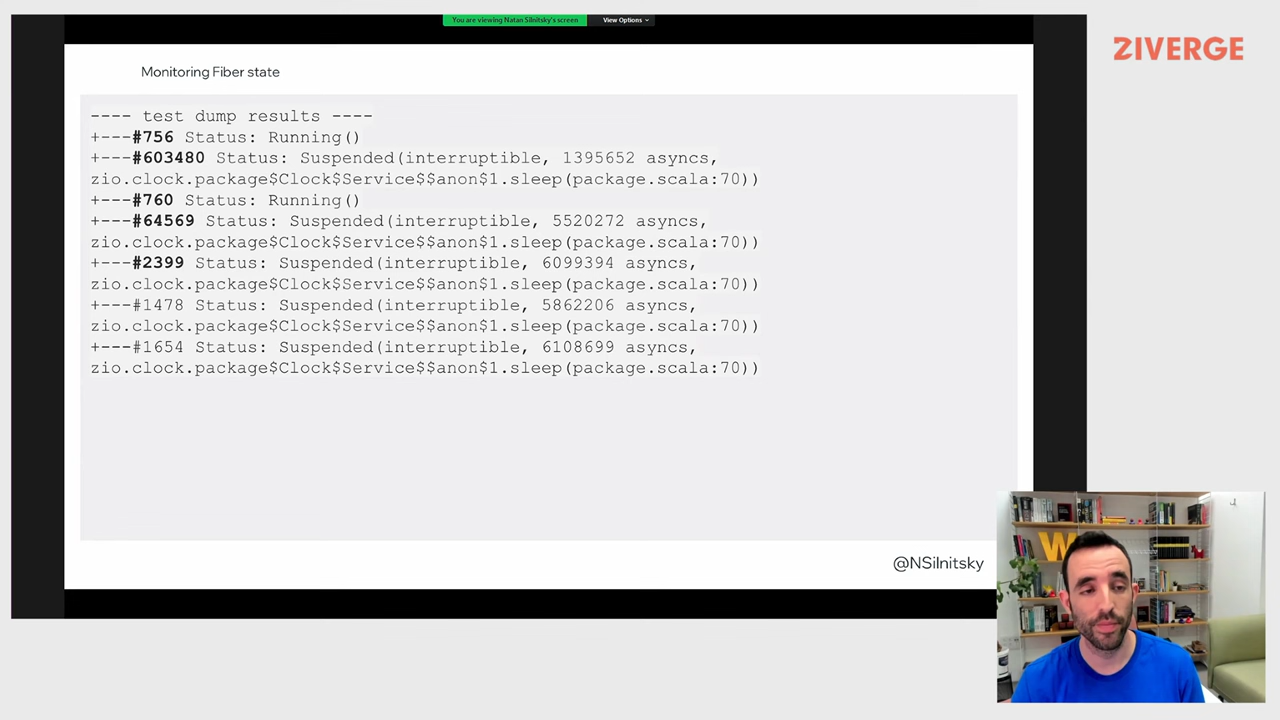 You are viewing Natan Silnitsky's screen
View Options
ZIVERGE
Monitoring Fiber state
---- test dump results ----
+---#756 Status: Running()
+---#603480 Status: Suspended(interruptible, 1395652 asyncs,
zio.clock.package$Clock$Service$$anon$1.sleep(package.scala:70))
+---#760 Status: Running()
+---#64569 Status: Suspended(interruptible, 5520272 asyncs,
zio.clock.package$Clock$Service$$anon$1.sleep(package.scala:70))
+---#2399 Status: Suspended(interruptible, 6099394 asyncs,
zio.clock.package$Clock$Service$$anon$1.sleep(package.scala:70))
+---#1478 Status: Suspended(interruptible, 5862206 asyncs,
zio.clock.package$Clock$Service$$anon$1.sleep(package.scala:70))
+---#1654 Status: Suspended(interruptible, 6108699 asyncs,
zio.clock.package$Clock$Service$$anon$1.sleep(package.scala:70))
@NSilnitsky
W